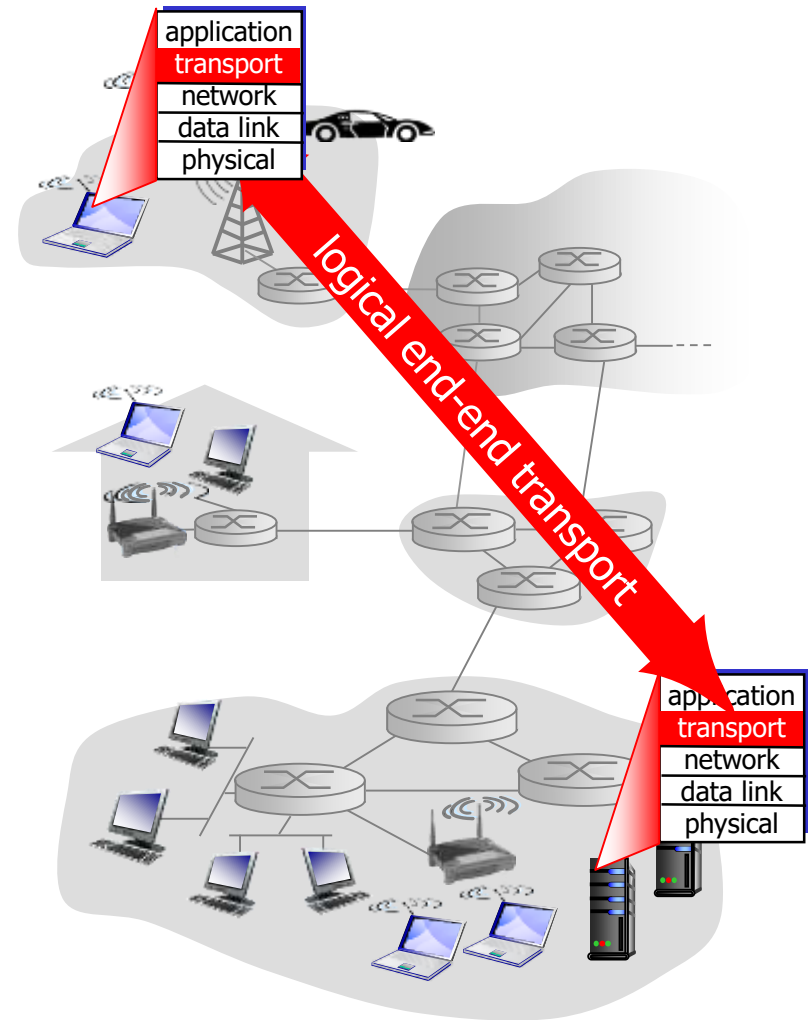 application
transport
network
data link
physical
logical end-end transport
application
transport
network
data link
physical